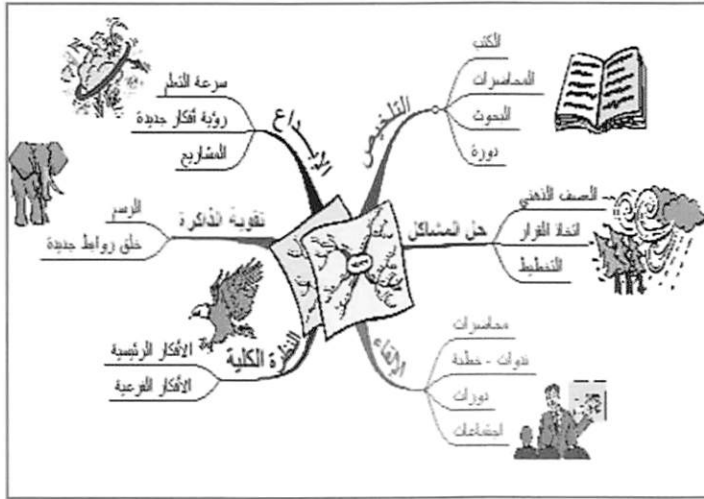 التلخيص
الكتب
المحاضرات
البحوث
دورة
حل المشاكل
العصف الذهني
اتخاذ القرار
التخطيط
الإلقاء
محاضرات
ندوات - خطبة
دورات
اجتماعات
الإبداع
سرعة التعلم
رؤية أفكار جديدة
المشاريع
تقوية الذاكرة
الرسم
خلق روابط جديدة
النظرة الكلية
الأفكار الرئيسية
الأفكار الفرعية